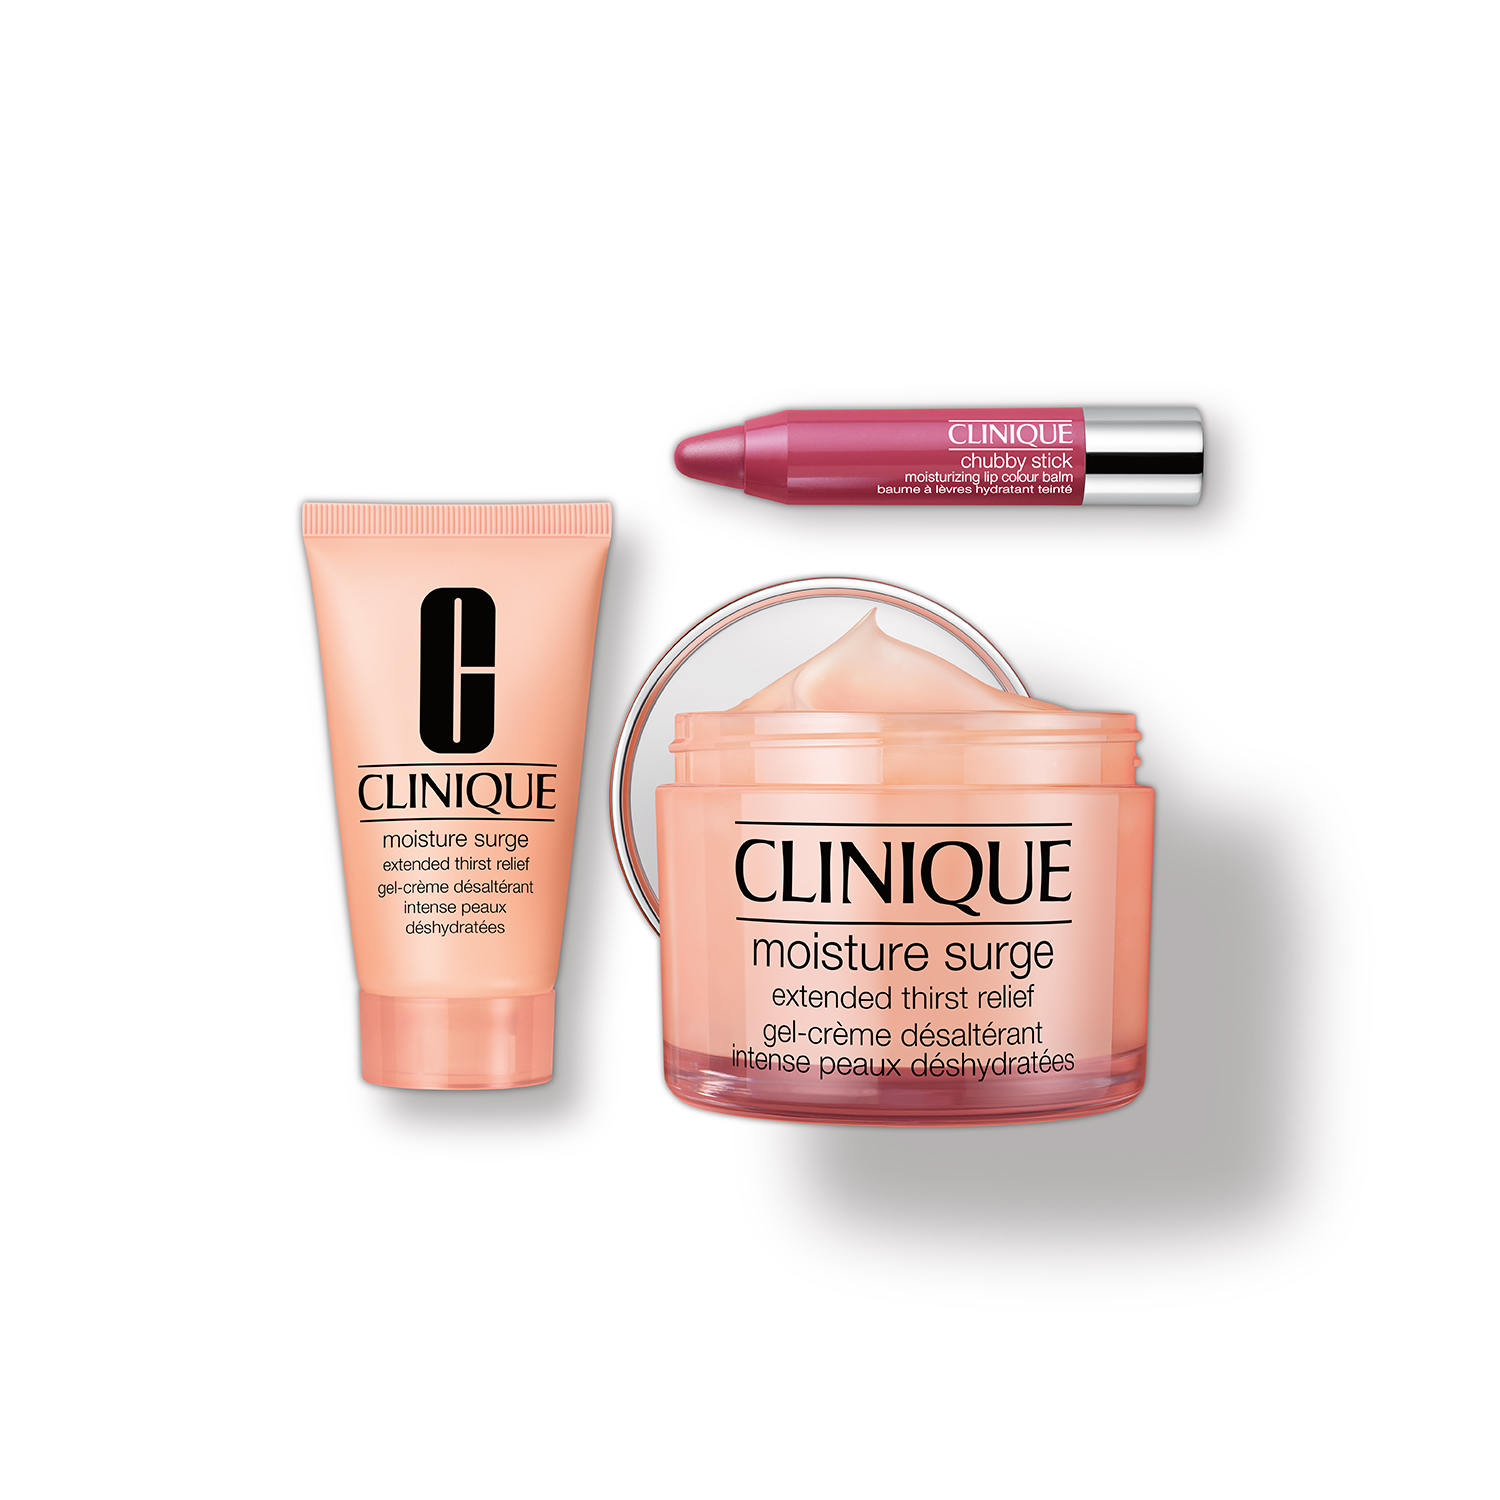 CLINIQUE
chubby stick
moisturizing lip colour balm
baume à lèvres hydratant teinté
C
CLINIQUE
moisture surge
extended thirst relief
gel-crème désaltérant
intense peaux
déshydratées
CLINIQUE
moisture surge
extended thirst relief
gel-crème désaltérant
intense peaux déshydratées